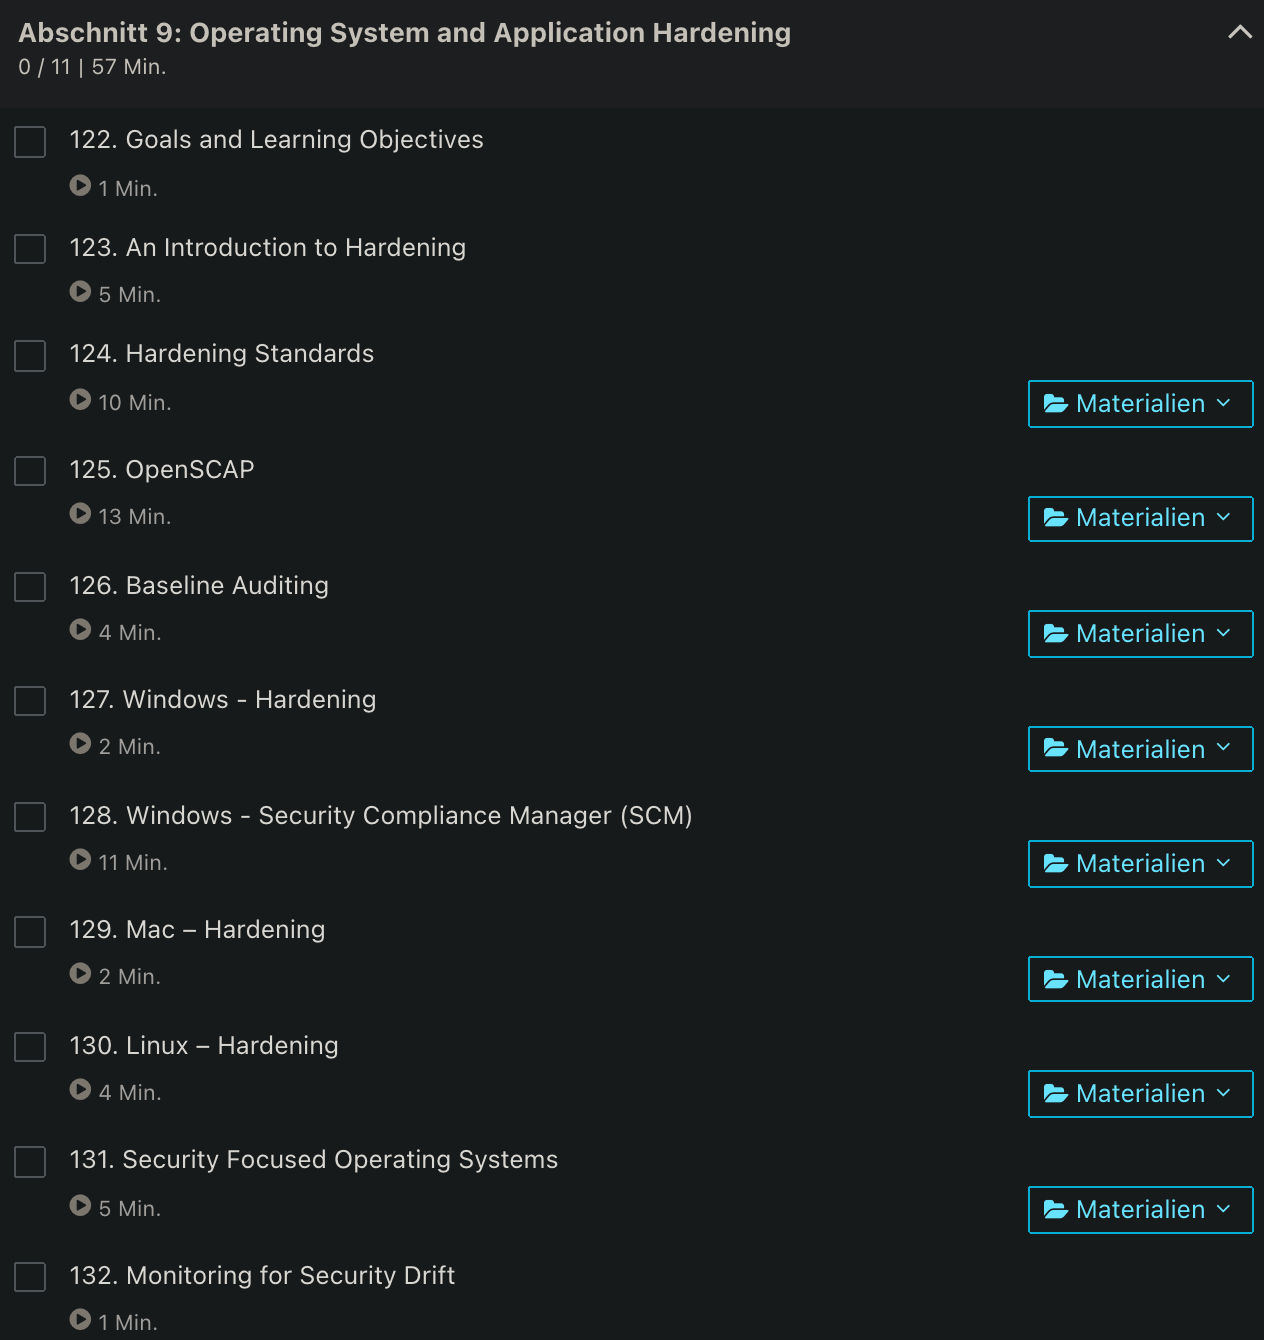 Abschnitt 9: Operating System and Application Hardening
0 / 11 | 57 Min.
122. Goals and Learning Objectives
1 Min.
123. An Introduction to Hardening
5 Min.
124. Hardening Standards
10 Min.
Materialien
125. OpenSCAP
13 Min.
Materialien
126. Baseline Auditing
4 Min.
Materialien
127. Windows - Hardening
2 Min.
Materialien
128. Windows - Security Compliance Manager (SCM)
11 Min.
Materialien
129. Mac – Hardening
2 Min.
Materialien
130. Linux – Hardening
4 Min.
Materialien
131. Security Focused Operating Systems
5 Min.
Materialien
132. Monitoring for Security Drift
1 Min.